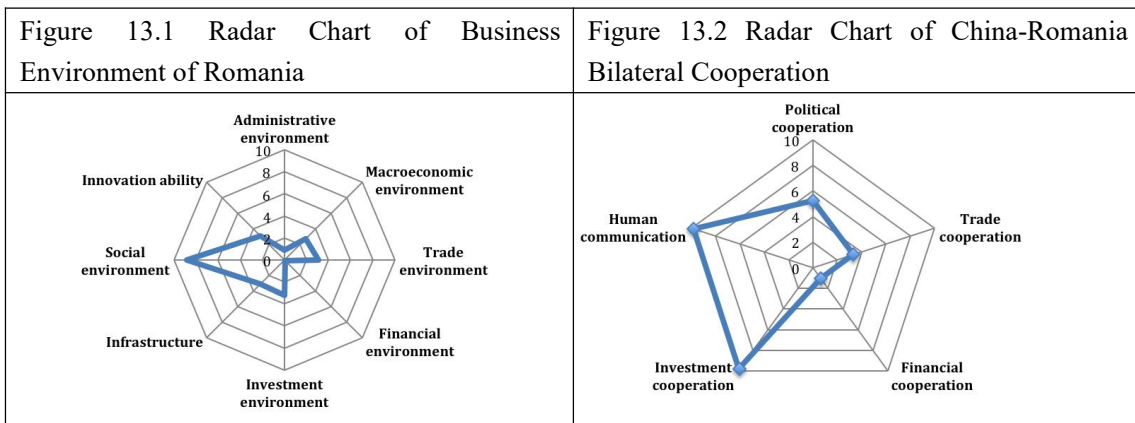 Figure 13.1 Radar Chart of Business
Environment of Romania
Figure 13.2 Radar Chart of China-Romania
Bilateral Cooperation
Administrative
environment
10
8
6
4
2
0
Macroeconomic
environment
Trade
environment
Financial
environment
Investment
environment
Infrastructure
Social
environment
Innovation ability
Political
cooperation
10
8
6
4
2
0
Trade
cooperation
Financial
cooperation
Investment
cooperation
Human
communication